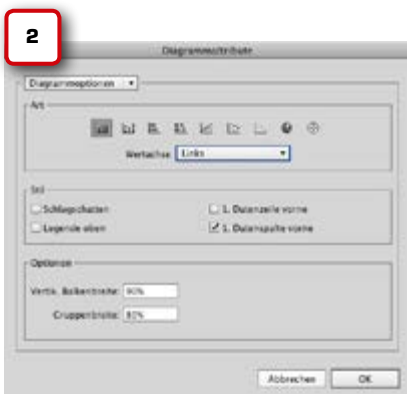 2
Diagrammattribute
Diagrammoptionen
Art
Wertachse: Links
Stil
Schlagschatten
1. Datenzeile vorne
Legende oben
1. Datenspalte vorne
Optionen
Vertik. Balkenbreite: 90%
Gruppenbreite: 80%
Abbrechen
OK